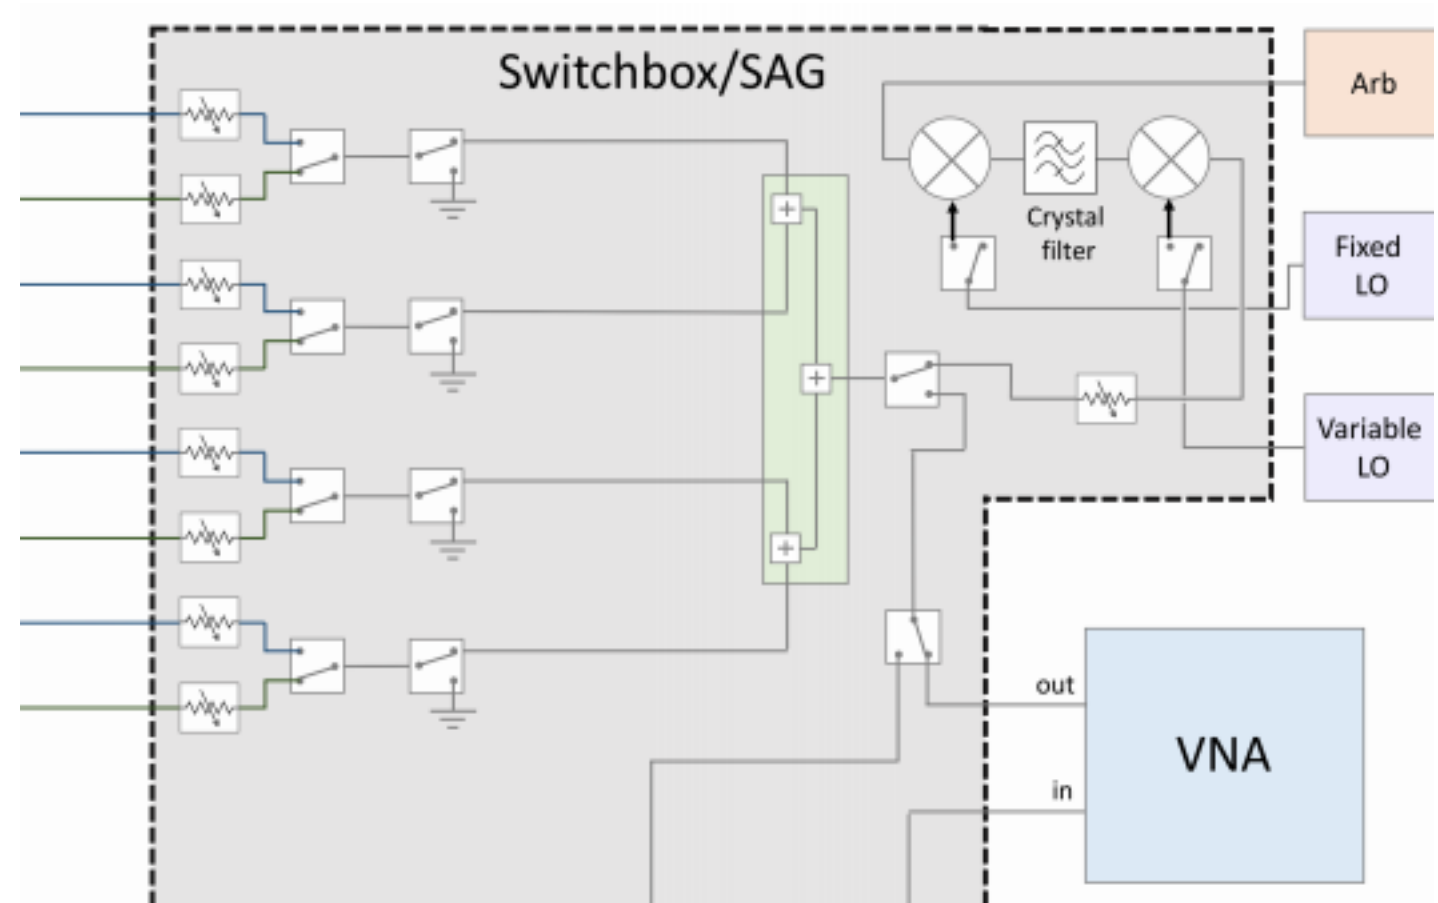 Switchbox/SAG
Arb
Crystal
filter
Fixed
LO
Variable
LO
out
VNA
in